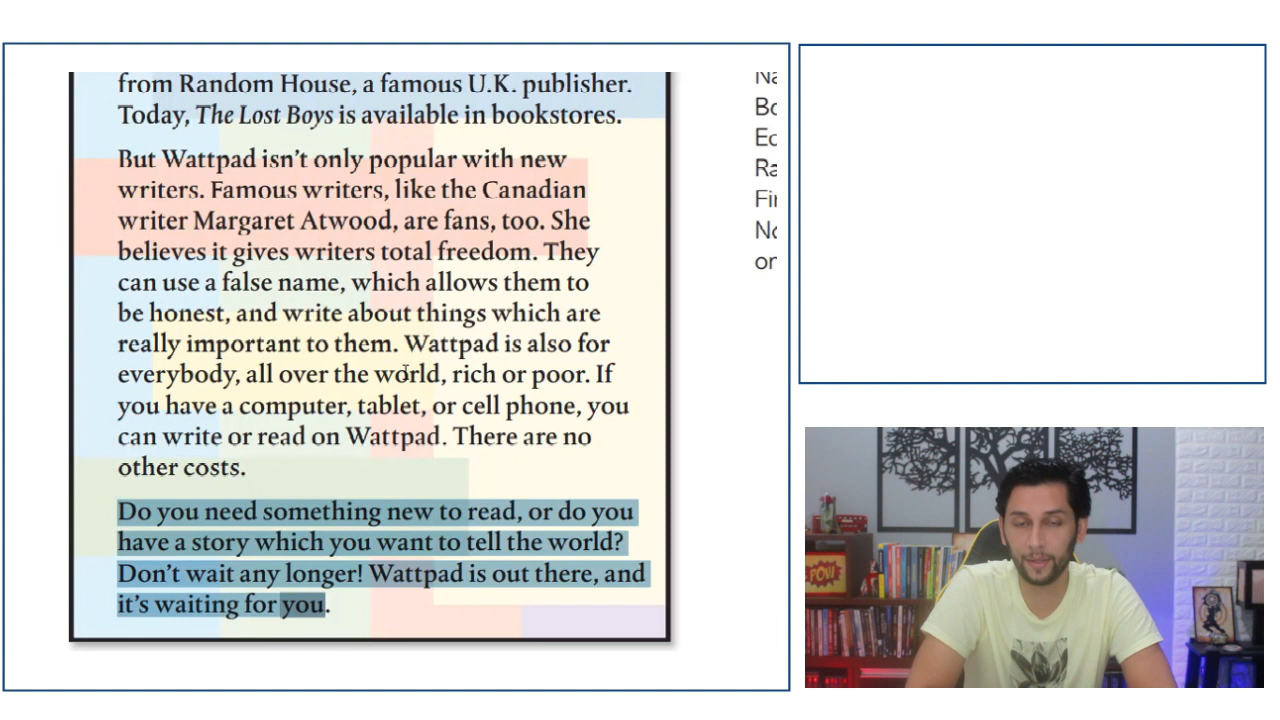 from Random House, a famous U.K. publisher.
Today, The Lost Boys is available in bookstores.
But Wattpad isn't only popular with new
writers. Famous writers, like the Canadian
writer Margaret Atwood, are fans, too. She
believes it gives writers total freedom. They
can use a false name, which allows them to
be honest, and write about things which are
really important to them. Wattpad is also for
everybody, all over the world, rich or poor. If
you have a computer, tablet, or cell phone, you
can write or read on Wattpad. There are no
other costs.
Do you need something new to read, or do you
have a story which you want to tell the world?
Don't wait any longer! Wattpad is out there, and
it's waiting for you.
POW